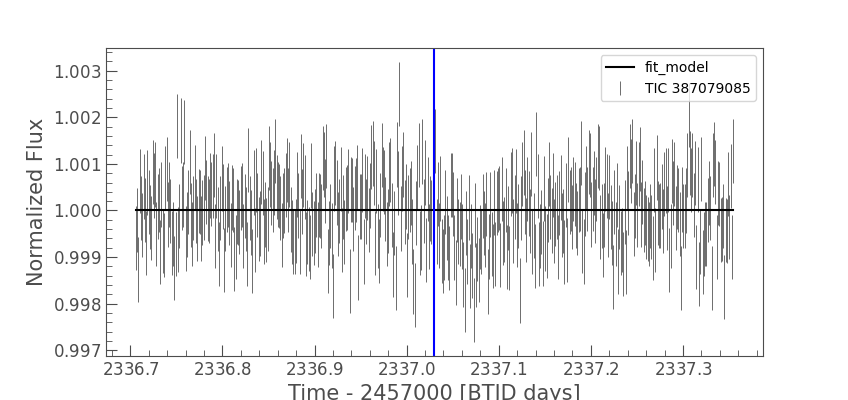 1.003
1.002
1.001
1.000
0.999
0.998
0.997
Normalized Flux
fit_model
TIC 387079085
2336.7 2336.8 2336.9 2337.0 2337.1 2337.2 2337.3
Time - 2457000 [BTJD days]